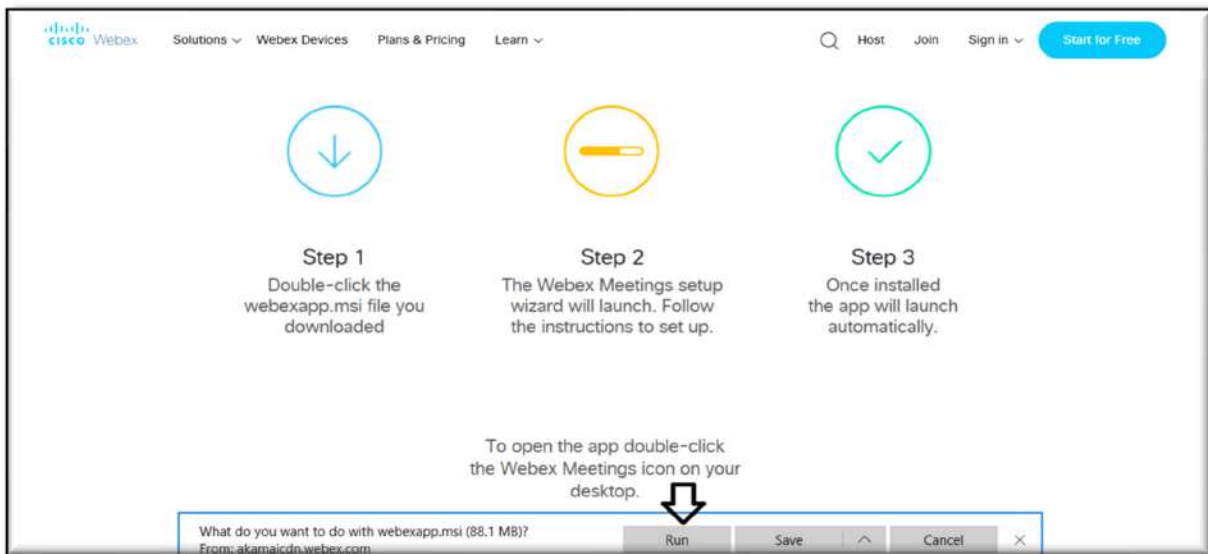 CISCO Webex Solutions Webex Devices Plans & Pricing Learn Host Join Sign in Start for Free
Step 1
Double-click the
webexapp.msi file you
downloaded
Step 2
The Webex Meetings setup
wizard will launch. Follow
the instructions to set up.
Step 3
Once installed
the app will launch
automatically.
To open the app double-click
the Webex Meetings icon on your
desktop.
What do you want to do with webexapp.msi (88.1 MB)?
From: akamaicdn.webex.com
Run Save Cancel